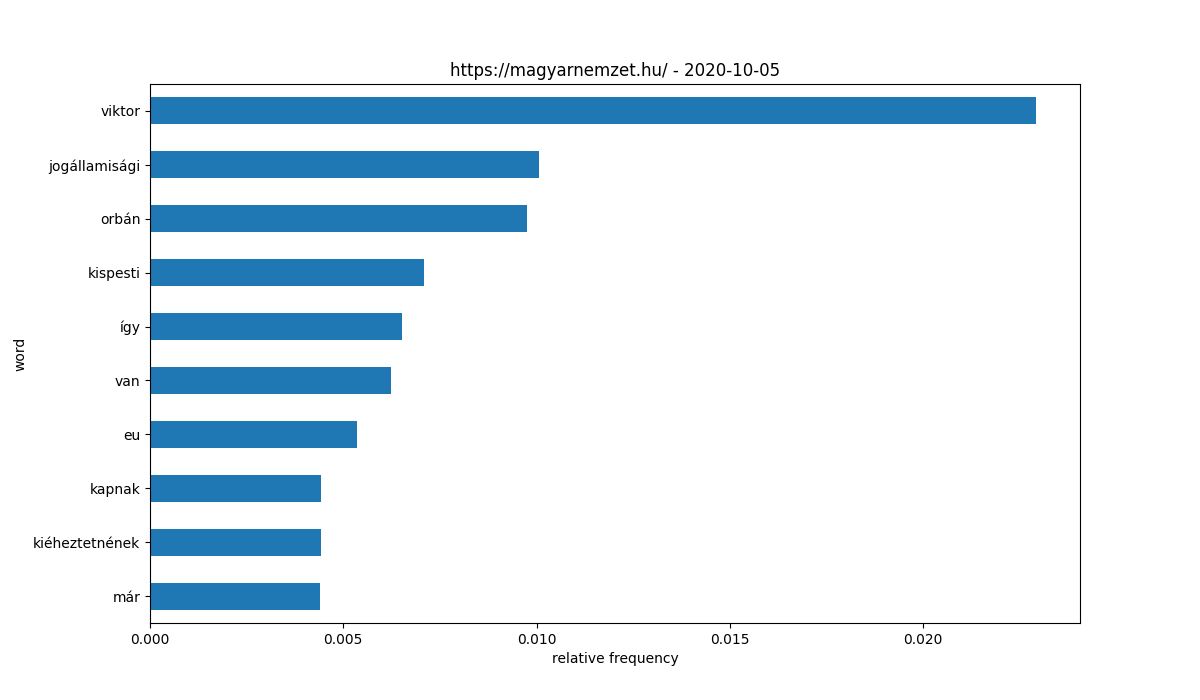 https://magyarnemzet.hu/ - 2020-10-05
viktor
jogállamisági
orbán
kispesti
így
van
eu
kapnak
kiéheztetnének
már
word
0.000 0.005 0.010 0.015 0.020
relative frequency